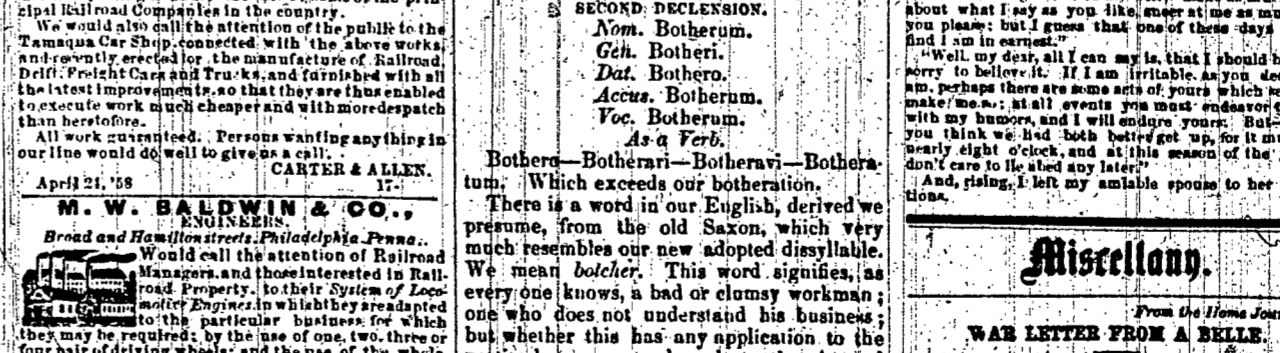 cipal Railroad Companies in the country.
We would also call the attention of the public to the
Tamaqua Car Shop, connected with the above works
and recently erected for the manufacture of Railroad,
Drift, Freight Cars and Trucks, and furnished with all
the latest improvements, so that they are thus enabled
to execute work much cheaper and with more despatch
than heretofore.
All work guaranteed. Persons wanting anything in
our line would do well to give us a call.
CARTER & ALLEN.
April 21, '58 17-
M. W. BALDWIN & CO.,
ENGINEERS,
Broad and Hamilton streets, Philadelphia, Penna.,
Would call the attention of Railroad
Managers, and those interested in Rail-
road Property, to their System of Loco-
motive Engines, in which they are adapted
to the particular business for which
they may be required; by the use of one, two, three or
four pair of driving wheels; and the use of the whole
SECOND DECLENSION.
Nom. Botherum.
Gen. Botheri.
Dat. Bothero.
Accus. Botherum.
Voc. Botherum.
As a Verb.
Bothero—Botherari—Botheravi—Bothera-
tum. Which exceeds our botheration.
There is a word in our English, derived we
presume, from the old Saxon, which very
much resembles our new adopted dissyllable.
We mean botcher. This word signifies, as
every one knows, a bad or clumsy workman;
one who does not understand his business;
but whether this has any application to the
about what I say as you like, sneer at me as mu
you please; but I guess that one of these days
find I am in earnest."
"Well, my dear, all I can say is, that I should b
sorry to believe it. If I am irritable, as you de
am, perhaps there are some acts of yours which
make me so; at all events you must endeavor
with my humors, and I will endure yours. But
you think we had both better get up, for it mu
nearly eight o'clock, and at this season of the
don't care to lie abed any later."
And, rising, I left my amiable spouse to her
tions.
Miscellany.
From the Home Jour
WAR LETTER FROM A BELLE.